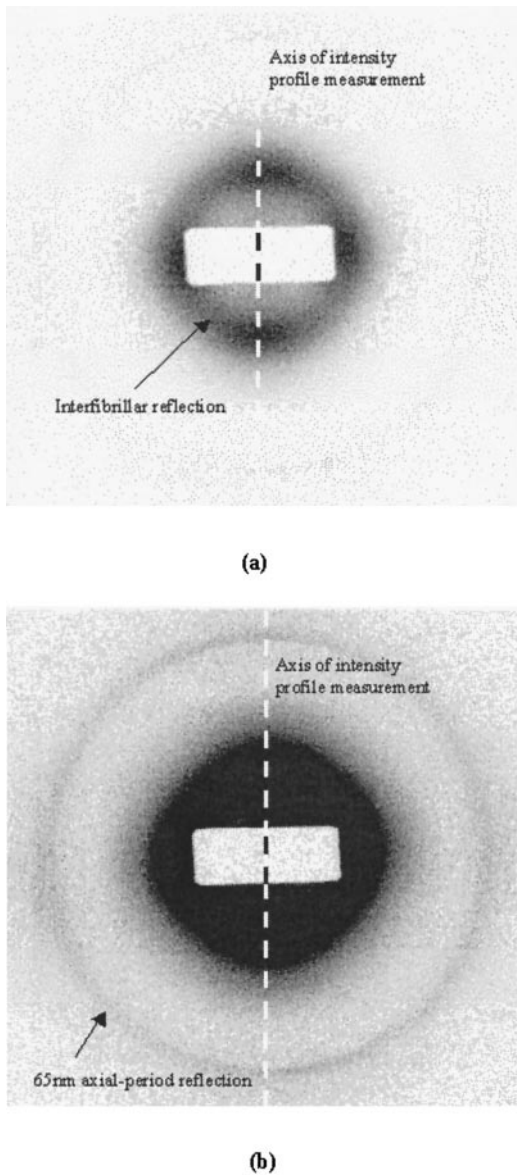 Axis of intensity
profile measurement
Interfibrillar reflection
(a)
Axis of intensity
profile measurement
65nm axial-period reflection
(b)